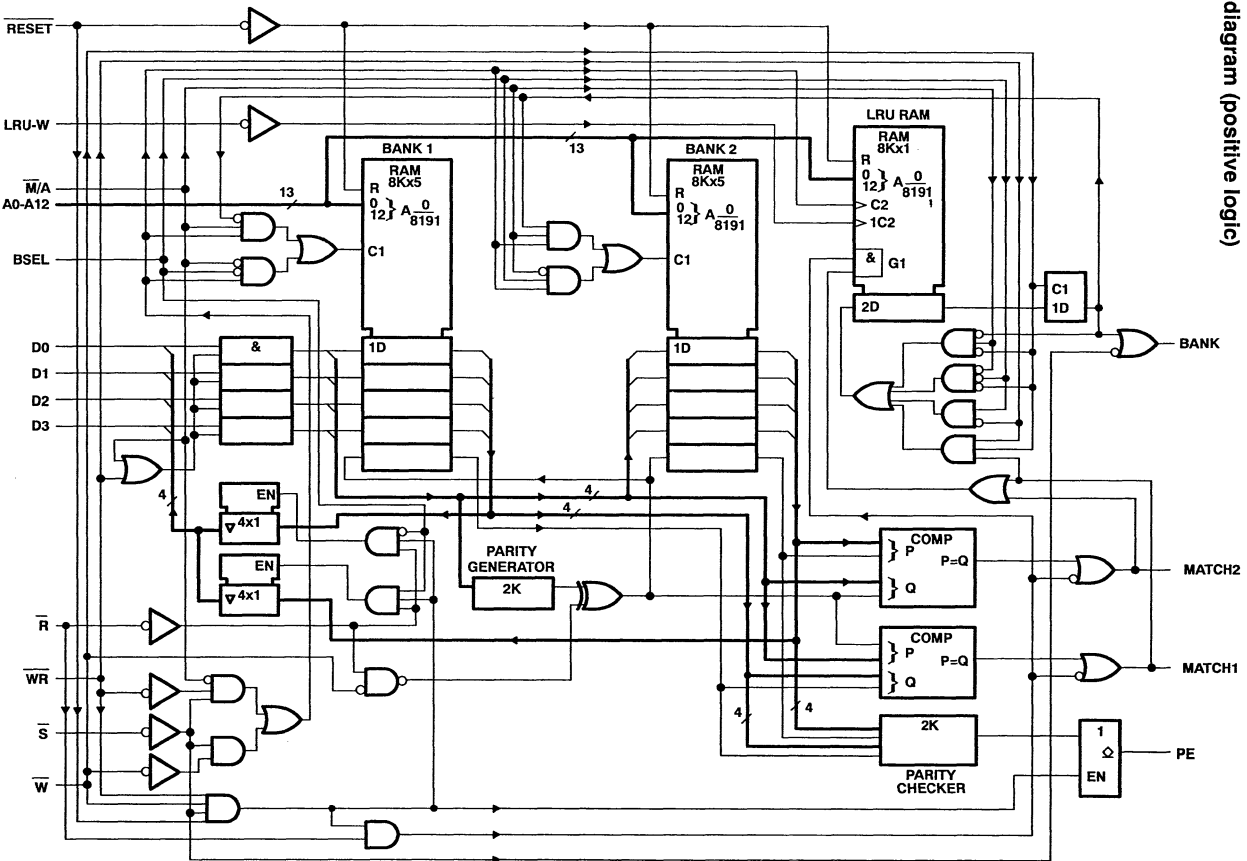 diagram (positive logic)
RESET
LRU-W
M/A
A0-A12
BSEL
D0
D1
D2
D3
R
WR
S
W
13
13
BANK 1
RAM
8Kx5
R
0
12 } A 0/8191
C1
1D
BANK 2
RAM
8Kx5
R
0
12 } A 0/8191
C1
1D
LRU RAM
RAM
8Kx1
R
0
12 } A 0/8191
C2
1C2
&
G1
2D
C1
1D
BANK
&
4
EN
4x1
EN
4x1
4
4
PARITY
GENERATOR
2K
COMP
P
P=Q
Q
MATCH2
COMP
P
P=Q
Q
MATCH1
4
4
2K
PARITY
CHECKER
1
EN
PE